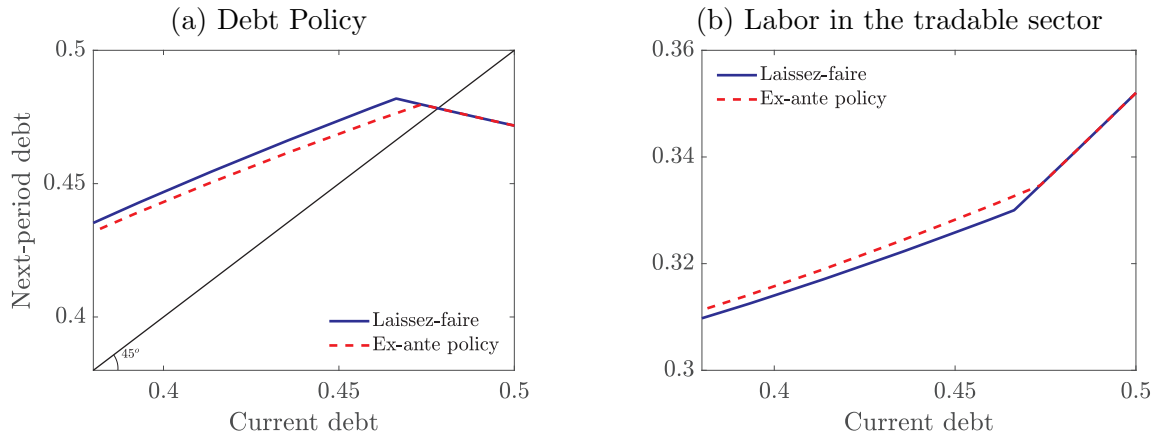 (a) Debt Policy
0.5
0.45
0.4
Next-period debt
45°
Laissez-faire
Ex-ante policy
0.4
0.45
0.5
Current debt
(b) Labor in the tradable sector
0.36
0.34
0.32
0.3
Laissez-faire
Ex-ante policy
0.4
0.45
0.5
Current debt